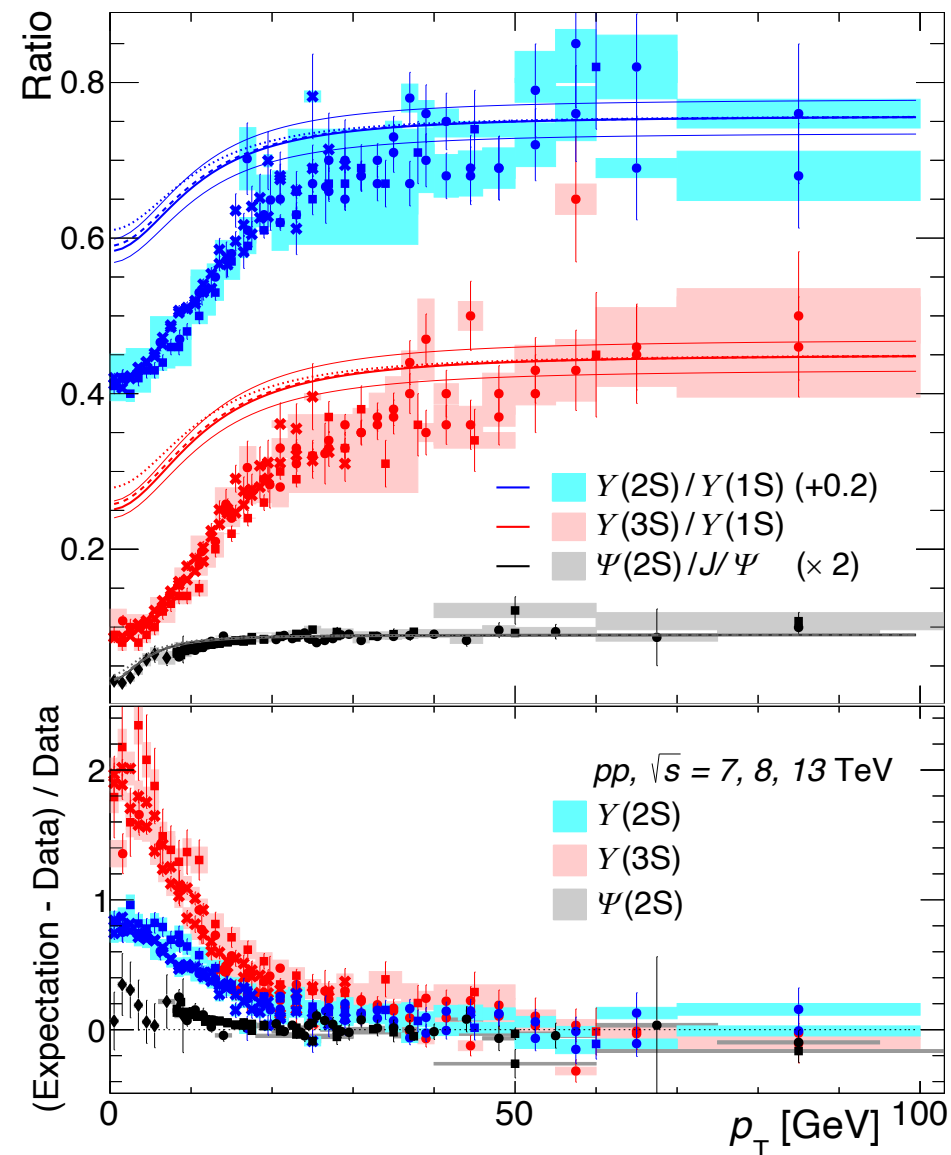 Ratio
0.8
0.6
0.4
0.2
ϒ(2S) / ϒ(1S) (+0.2)
ϒ(3S) / ϒ(1S)
Ψ(2S) / J/Ψ (× 2)
(Expectation - Data) / Data
2
1
0
pp, √s = 7, 8, 13 TeV
ϒ(2S)
ϒ(3S)
Ψ(2S)
0 50 100
p_T [GeV]